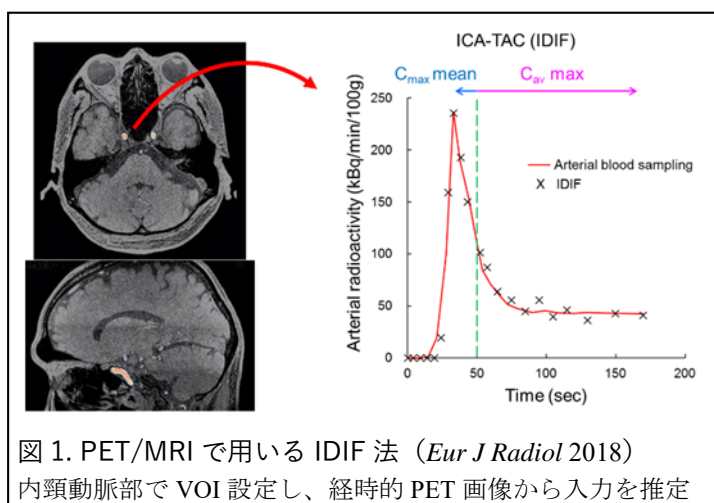 ICA-TAC (IDIF)
Cmax mean
Cav max
Arterial radioactivity (kBq/min/100g)
250
200
150
100
50
0
Arterial blood sampling
IDIF
0
50
100
150
200
Time (sec)
図 1. PET/MRI で用いる IDIF 法（Eur J Radiol 2018）
内頸動脈部で VOI 設定し、経時的 PET 画像から入力を推定